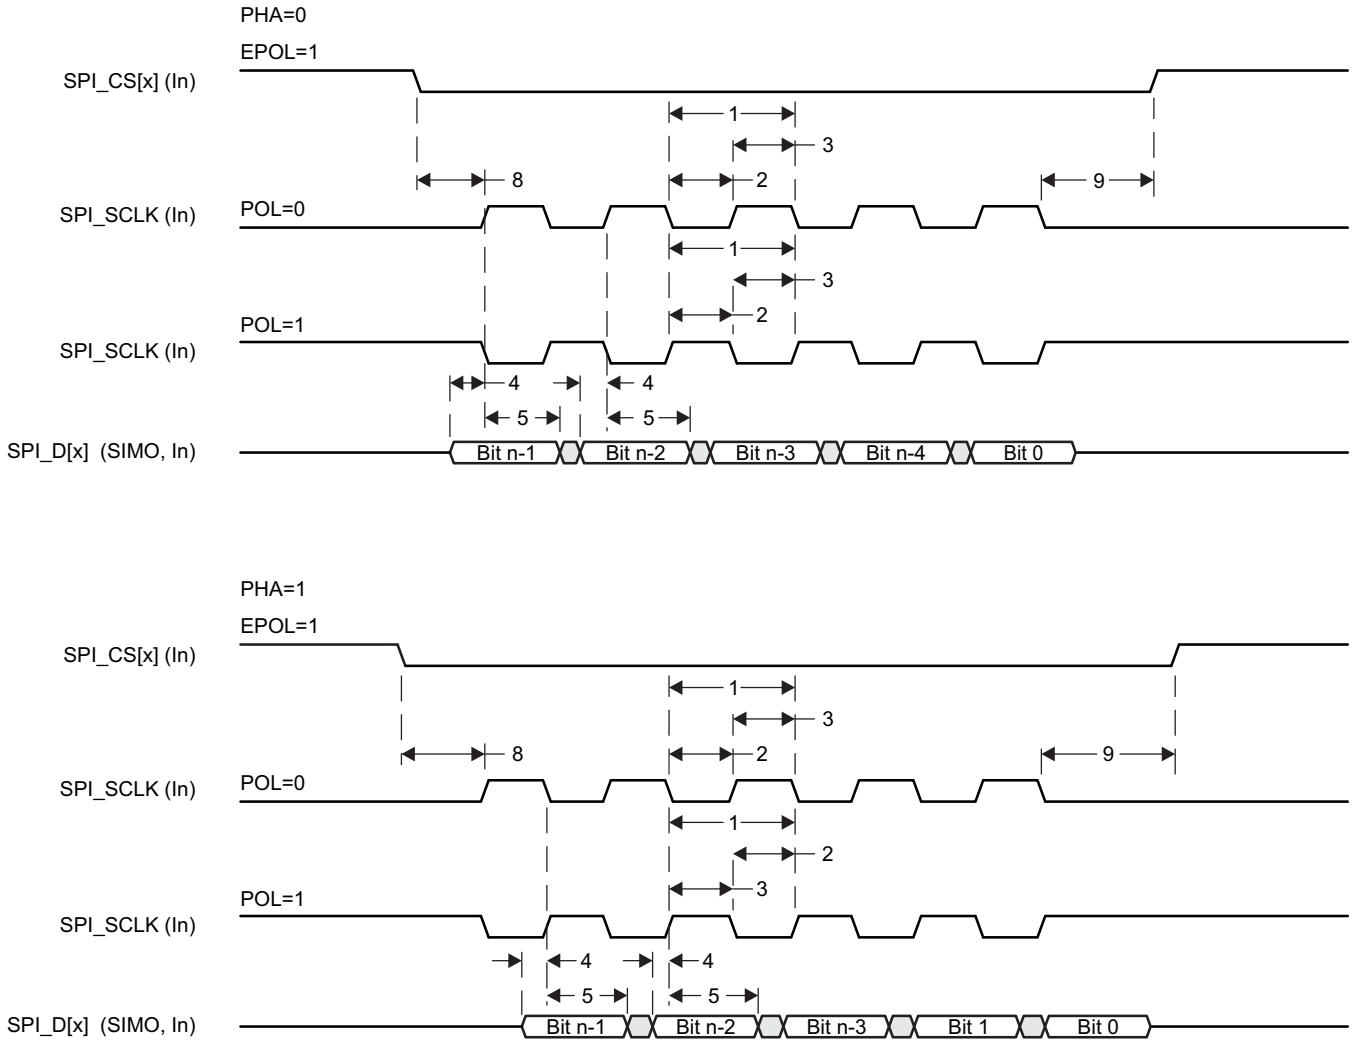 PHA=0
EPOL=1
SPI_CS[x] (In)
1
3
8
2
9
SPI_SCLK (In)
POL=0
1
3
2
POL=1
SPI_SCLK (In)
4
4
5
5
SPI_D[x] (SIMO, In)
Bit n-1
Bit n-2
Bit n-3
Bit n-4
Bit 0
PHA=1
EPOL=1
SPI_CS[x] (In)
1
3
8
2
9
SPI_SCLK (In)
POL=0
1
2
3
POL=1
SPI_SCLK (In)
4
4
5
5
SPI_D[x] (SIMO, In)
Bit n-1
Bit n-2
Bit n-3
Bit 1
Bit 0